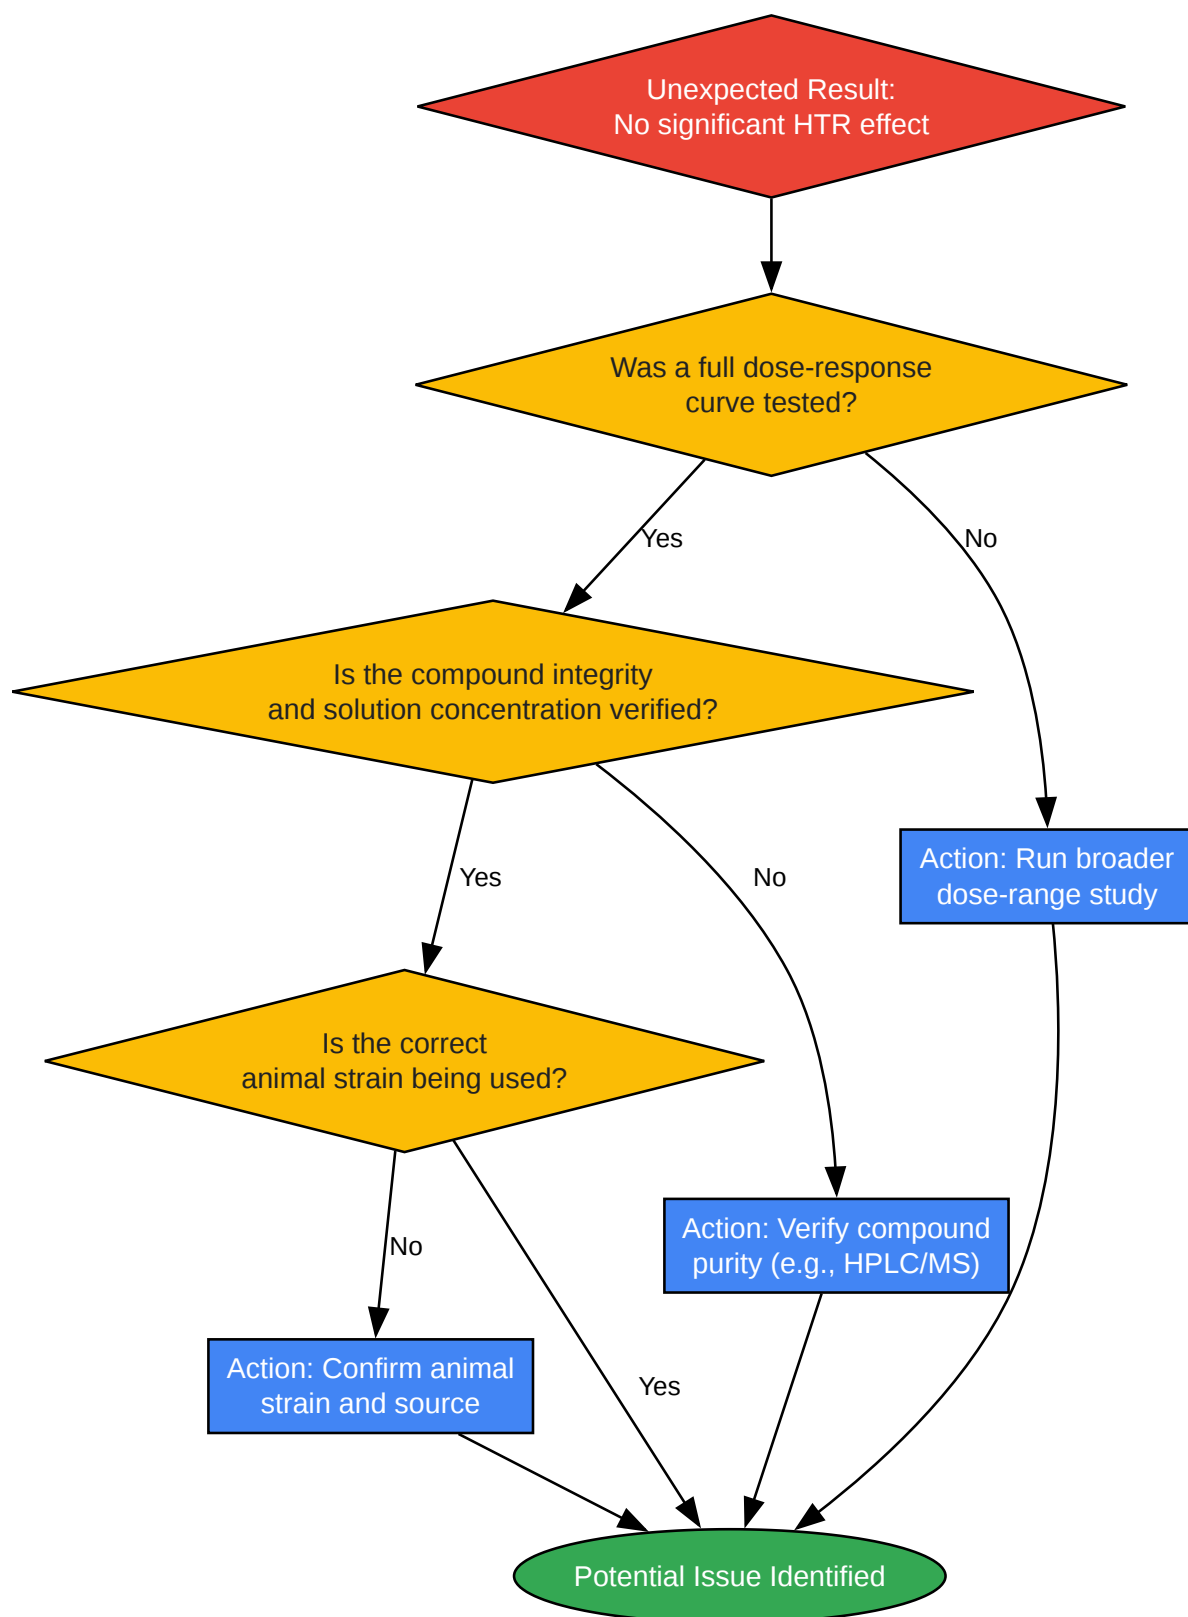 Unexpected Result:
No significant HTR effect
Was a full dose-response
curve tested?
Yes
No
Is the compound integrity
and solution concentration verified?
Action: Run broader
dose-range study
Yes
No
Is the correct
animal strain being used?
Action: Verify compound
purity (e.g., HPLC/MS)
No
Action: Confirm animal
strain and source
Yes
Potential Issue Identified